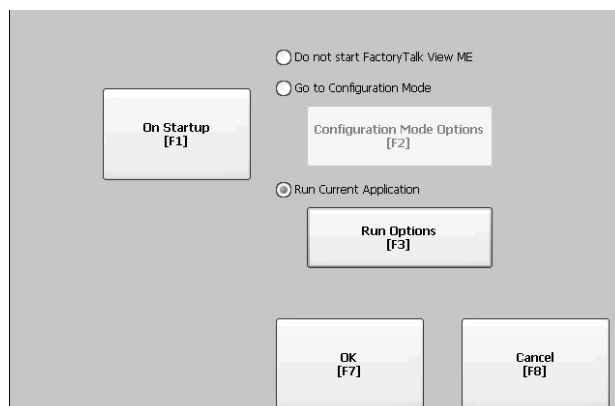 Do not start FactoryTalk View ME
Go to Configuration Mode
On Startup
[F1]
Configuration Mode Options
[F2]
Run Current Application
Run Options
[F3]
OK
[F7]
Cancel
[F8]